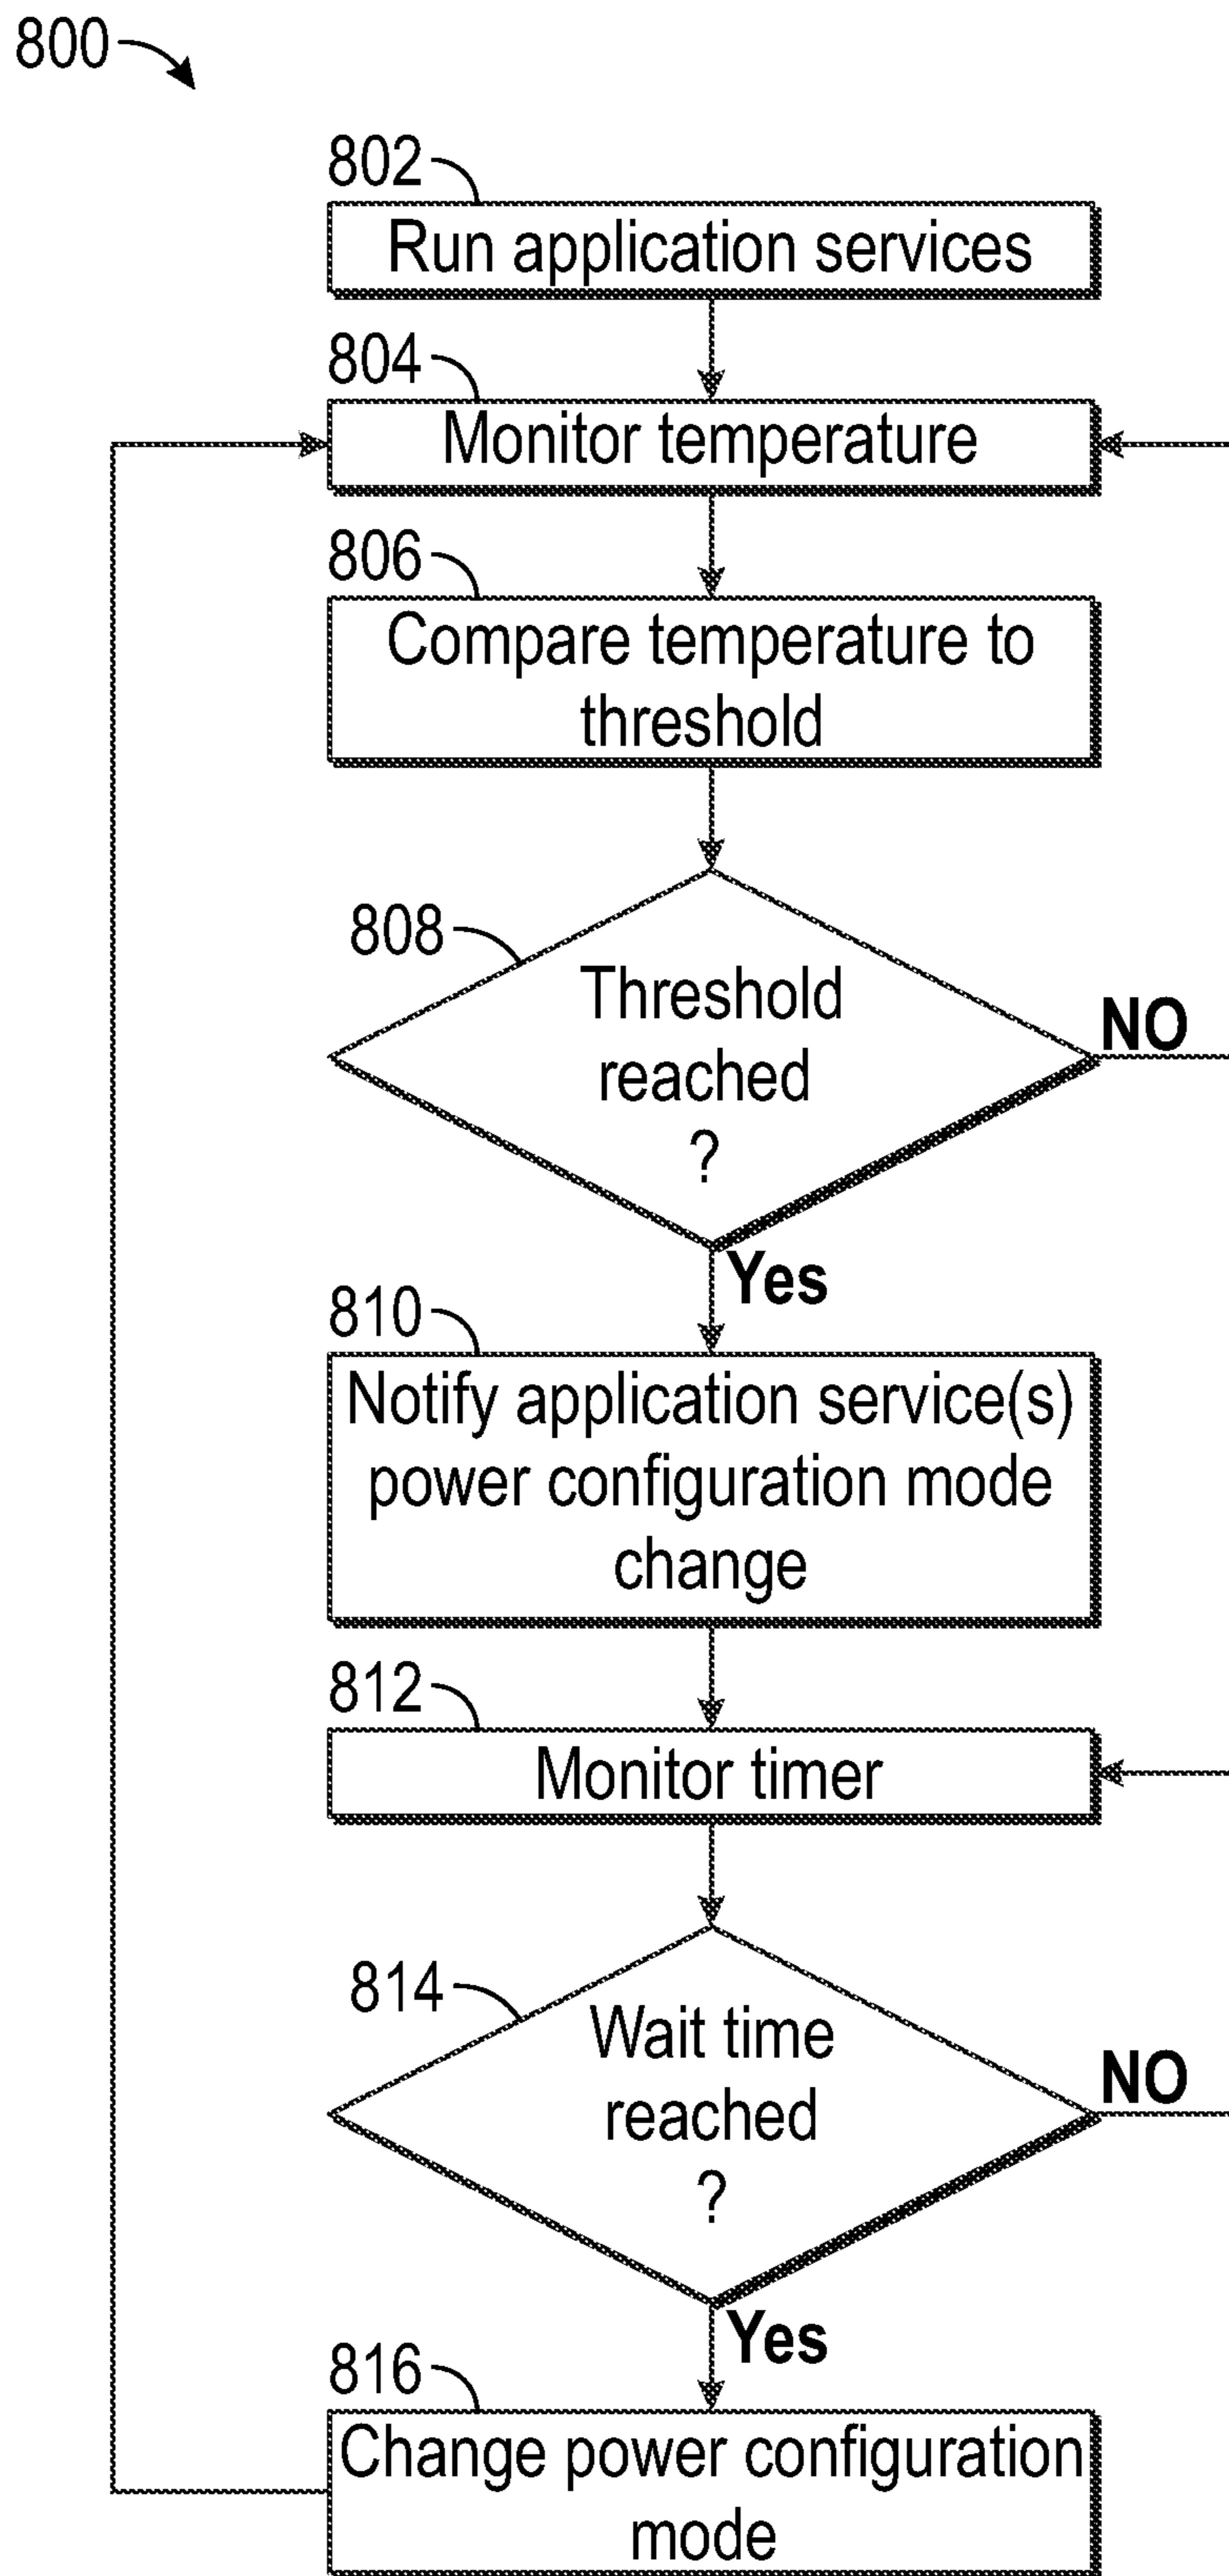 800
802
Run application services
804
Monitor temperature
806
Compare temperature to
threshold
808
Threshold
reached
?
NO
Yes
810
Notify application service(s)
power configuration mode
change
812
Monitor timer
814
Wait time
reached
?
NO
Yes
816
Change power configuration
mode